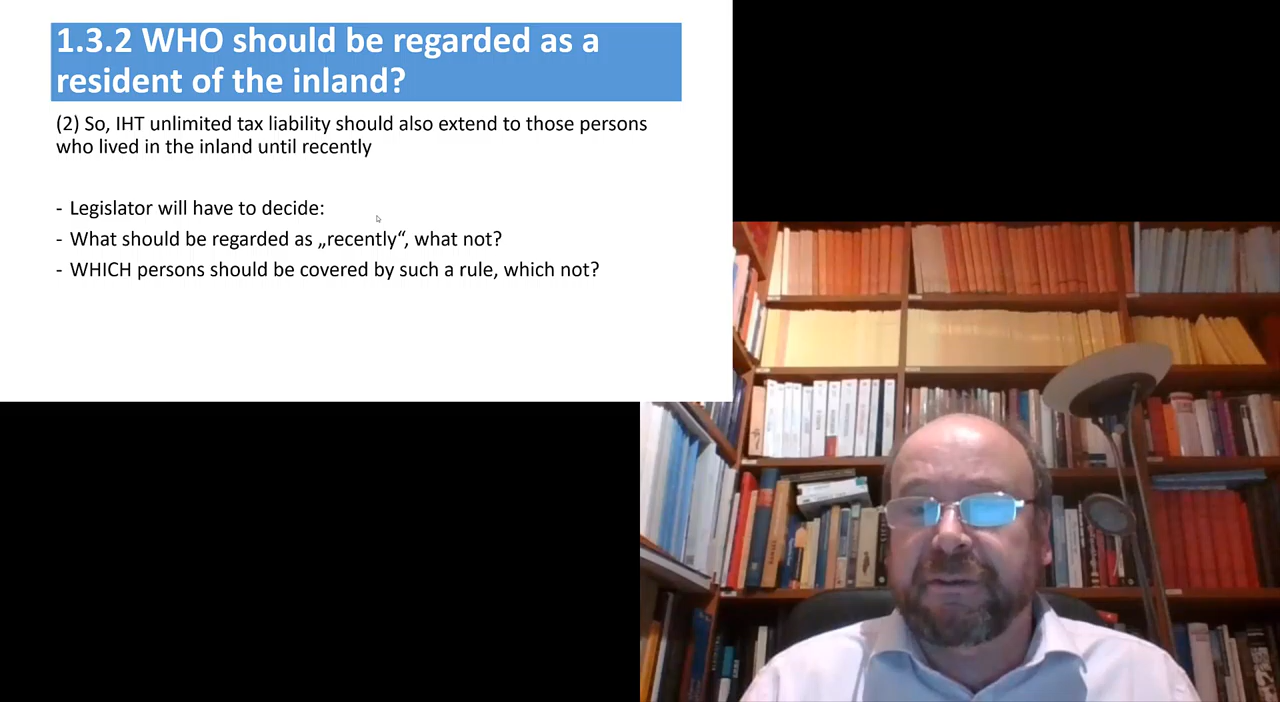 1.3.2 WHO should be regarded as a
resident of the inland?
(2) So, IHT unlimited tax liability should also extend to those persons
who lived in the inland until recently
- Legislator will have to decide:
- What should be regarded as „recently“, what not?
- WHICH persons should be covered by such a rule, which not?